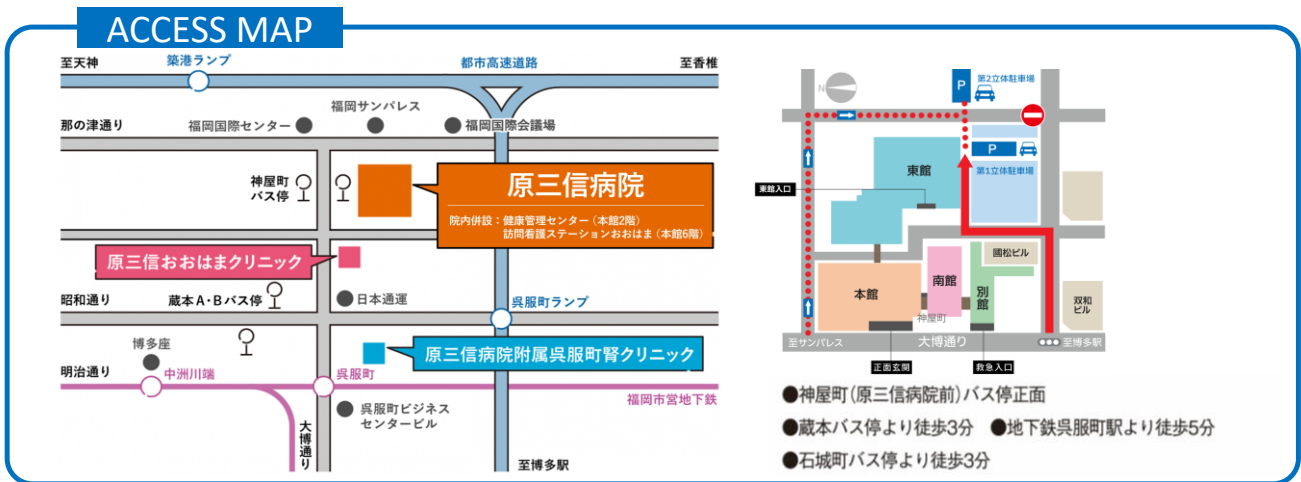 ACCESS MAP
至天神
築港ランプ
都市高速道路
至香椎
福岡サンパレス
那の津通り
福岡国際センター
福岡国際会議場
神屋町
バス停
原三信病院
院内併設：健康管理センター（本館2階）
訪問看護ステーションおおはま（本館6階）
原三信おおはまクリニック
昭和通り
蔵本A・Bバス停
日本通運
呉服町ランプ
博多座
原三信病院附属呉服町腎クリニック
明治通り
中洲川端
呉服町
福岡市営地下鉄
呉服町ビジネス
センタービル
大博通り
至博多駅
N
P
第2立体駐車場
P
第1立体駐車場
東館
東館入口
國松ビル
本館
南館
別館
神屋町
双和
ビル
至サンパレス
大博通り
至博多駅
正面玄関
救急入口
●神屋町（原三信病院前）バス停正面
●蔵本バス停より徒歩3分 ●地下鉄呉服町駅より徒歩5分
●石城町バス停より徒歩3分